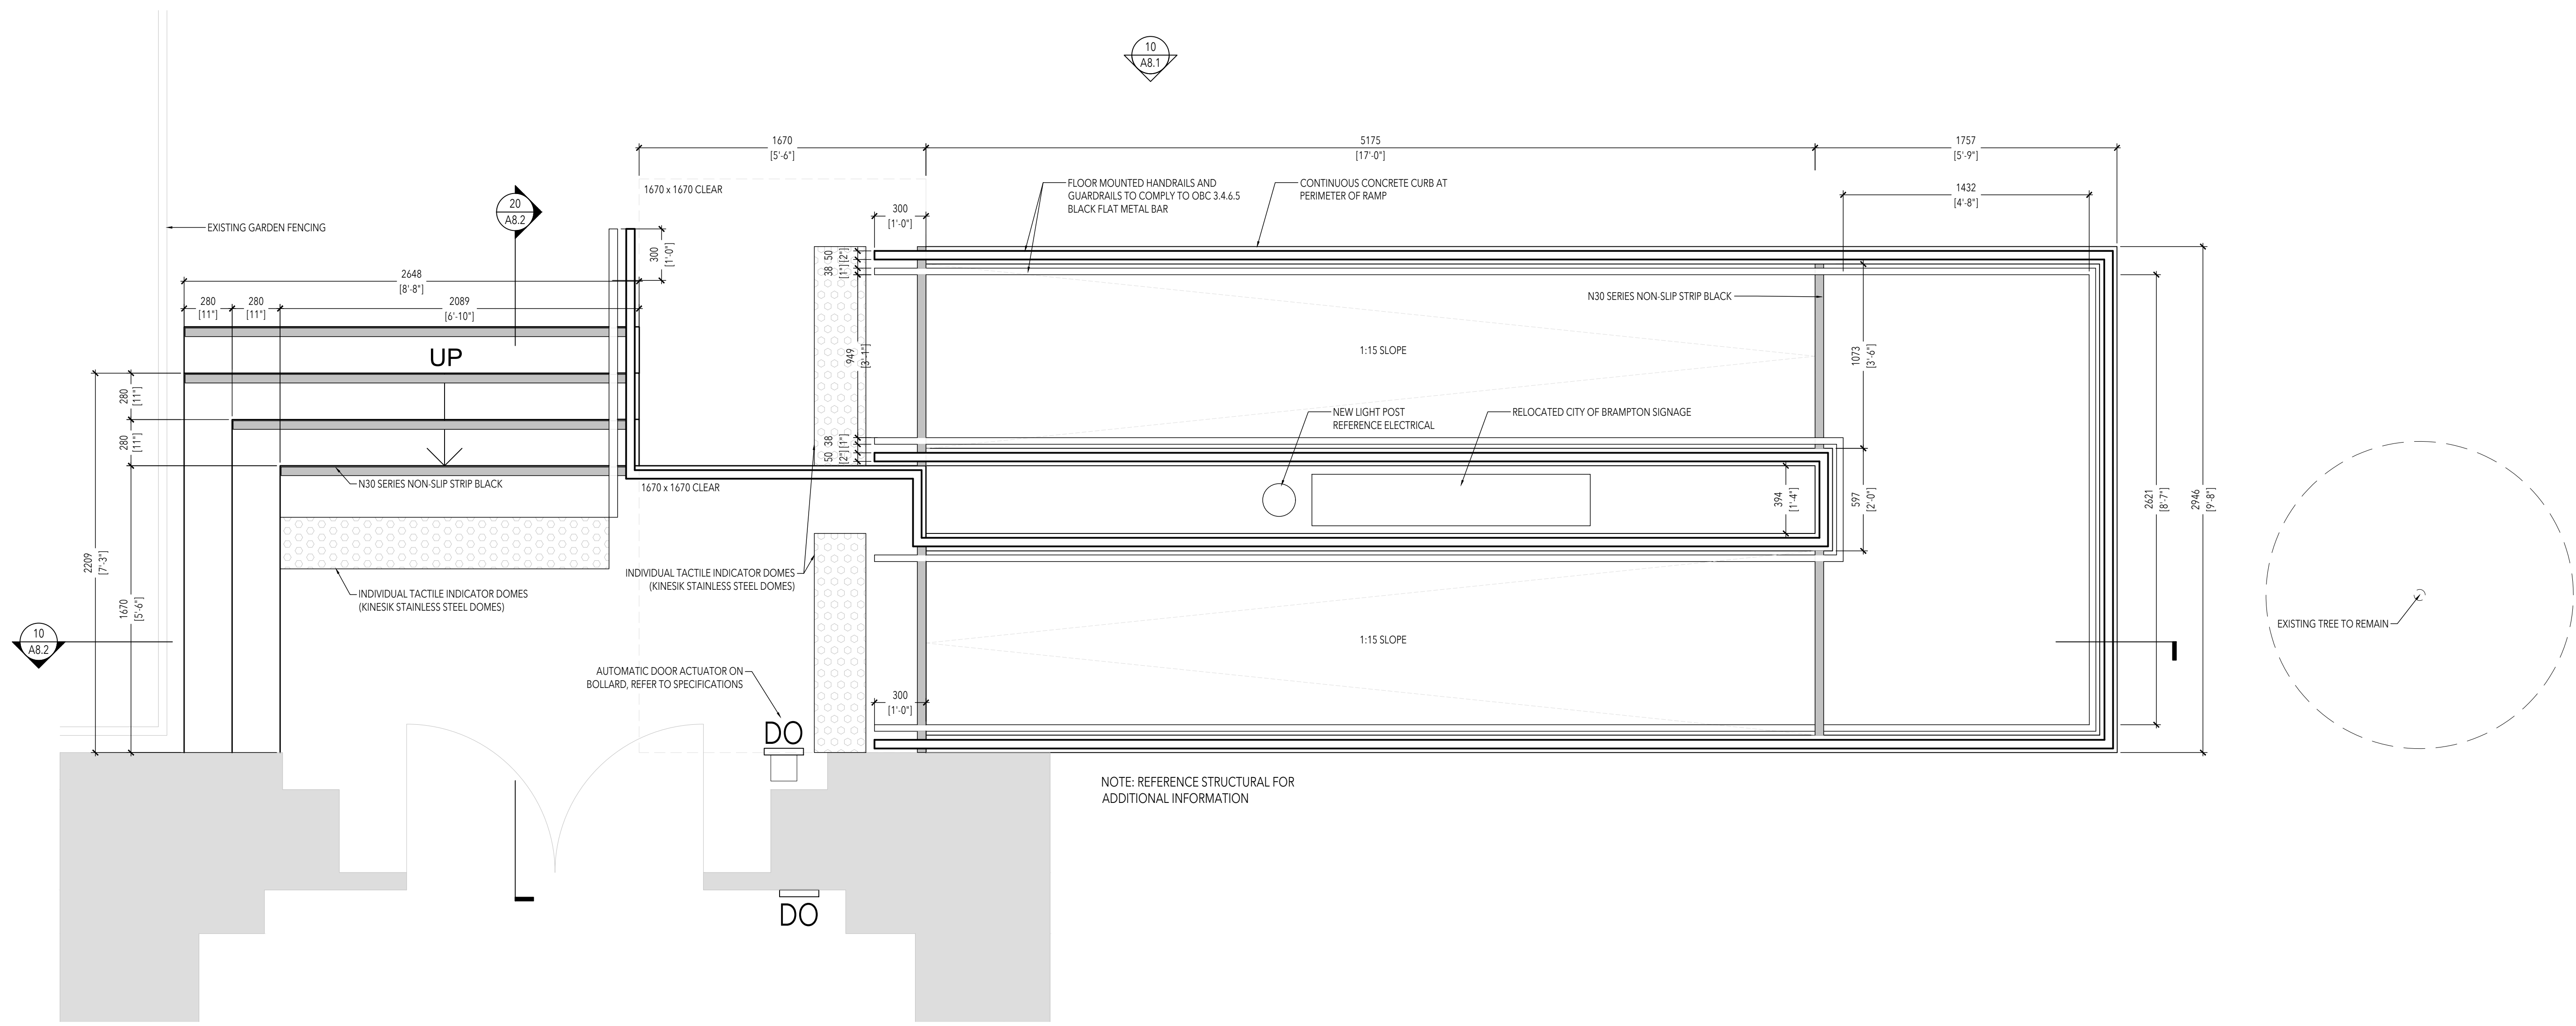 10
A8.1
1670
[5'-6"]
5175
[17'-0"]
1757
[5'-9"]
1670 x 1670 CLEAR
FLOOR MOUNTED HANDRAILS AND
GUARDRAILS TO COMPLY TO OBC 3.4.6.5
BLACK FLAT METAL BAR
CONTINUOUS CONCRETE CURB AT
PERIMETER OF RAMP
1432
[4'-8"]
20
A8.2
300
[1'-0"]
EXISTING GARDEN FENCING
300
[1'-0"]
50
[2"]
38
[1"]
2648
[8'-8"]
280
[11"]
280
[11"]
2089
[6'-10"]
N30 SERIES NON-SLIP STRIP BLACK
UP
949
[3'-1"]
1:15 SLOPE
1073
[3'-6"]
280
[11"]
280
[11"]
NEW LIGHT POST
REFERENCE ELECTRICAL
RELOCATED CITY OF BRAMPTON SIGNAGE
38
[1"]
50
[2"]
N30 SERIES NON-SLIP STRIP BLACK
1670 x 1670 CLEAR
394
[1'-4"]
597
[2'-0"]
2621
[8'-7"]
2946
[9'-8"]
2209
[7'-3"]
1670
[5'-6"]
INDIVIDUAL TACTILE INDICATOR DOMES
(KINESIK STAINLESS STEEL DOMES)
INDIVIDUAL TACTILE INDICATOR DOMES
(KINESIK STAINLESS STEEL DOMES)
10
A8.2
1:15 SLOPE
EXISTING TREE TO REMAIN
AUTOMATIC DOOR ACTUATOR ON
BOLLARD, REFER TO SPECIFICATIONS
300
[1'-0"]
DO
NOTE: REFERENCE STRUCTURAL FOR
ADDITIONAL INFORMATION
DO